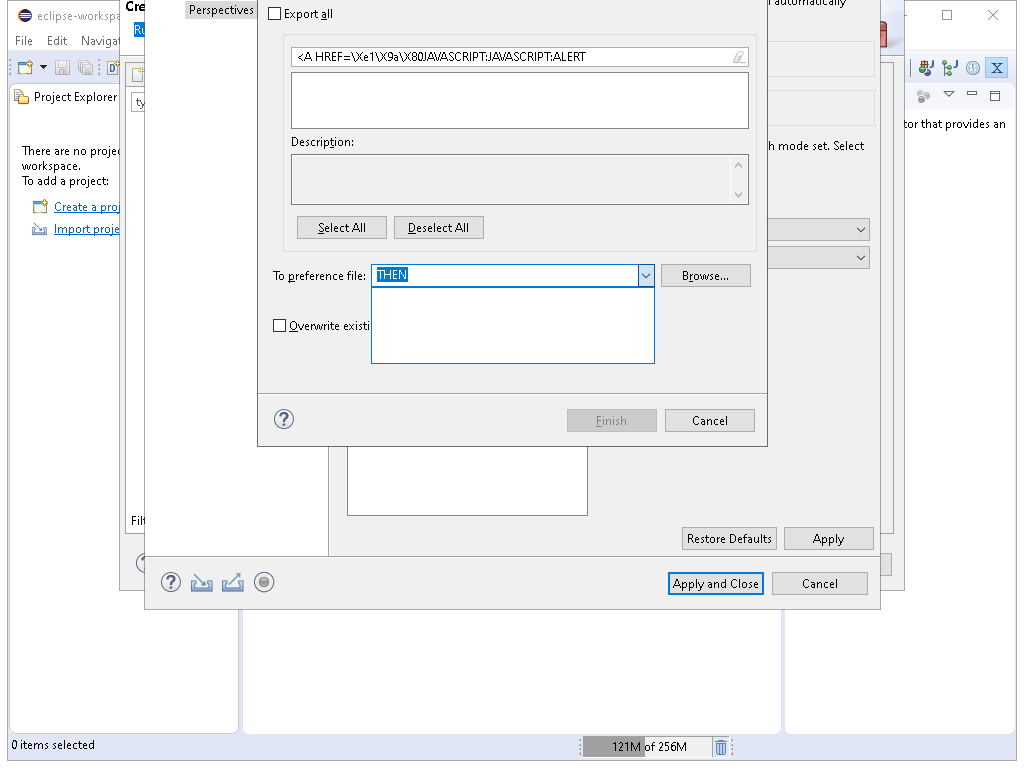 eclipse-workspa
Cre
Perspectives
Export all
l automatically
File Edit Navigat
Ru
<A HREF=\Xe1\X9a\X80JAVASCRIPT:JAVASCRIPT:ALERT
Project Explorer
ty
tor that provides an
Description:
h mode set. Select
There are no projec
workspace.
To add a project:
Create a proj
Import proje
Select All
Deselect All
To preference file:
THEN
Browse...
Overwrite existi
Finish
Cancel
Filt
Restore Defaults
Apply
Apply and Close
Cancel
0 items selected
121M of 256M